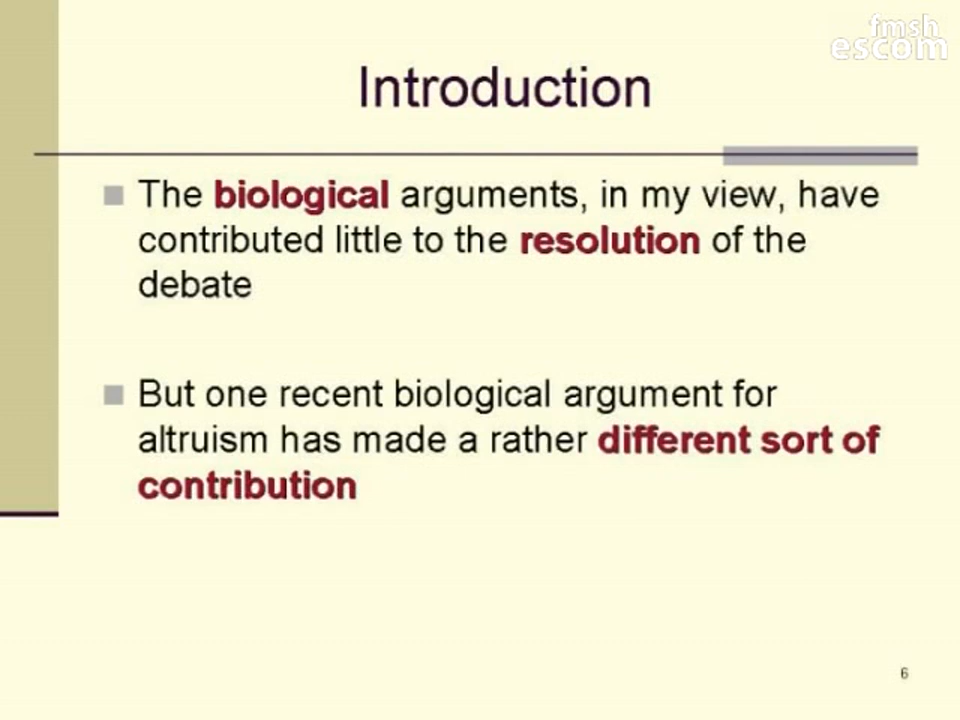 fmsh
escom
Introduction
The biological arguments, in my view, have
contributed little to the resolution of the
debate
But one recent biological argument for
altruism has made a rather different sort of
contribution
6